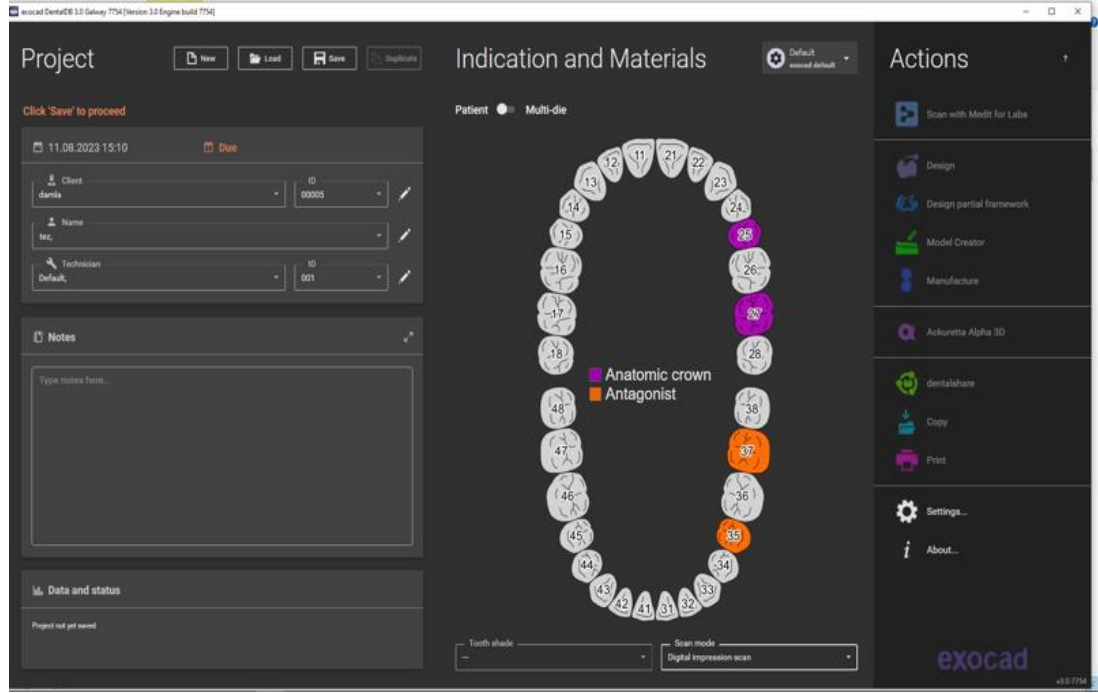 exocad DentalDB 3.0 Galway 7754 [Version 3.0 Engine build 7754]
Project
New
Load
Save
Duplicate
Click 'Save' to proceed
11.08.2023 15:10
Due
Client
damla
ID
00005
Name
tez,
Technician
Default,
ID
001
Notes
Type notes here...
Data and status
Project not yet saved
Indication and Materials
Default
exocad default
Patient
Multi-die
11 21
12 22
13 23
14 24
15 25
16 26
17 27
18 28
Anatomic crown
Antagonist
48 38
47 37
46 36
45 35
44 34
43 33
42 41 31 32
Tooth shade
---
Scan mode
Digital impression scan
Actions
?
Scan with Medit for Labs
Design
Design partial framework
Model Creator
Manufacture
Ackuretta Alpha 3D
dentalshare
Copy
Print
Settings...
About...
exocad
v3.0-7754